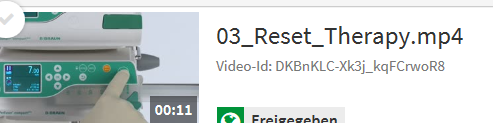 03_Reset_Therapy.mp4
Video-Id: DKBnKLC-Xk3j_kqFCrwoR8
00:11
Freigegeben